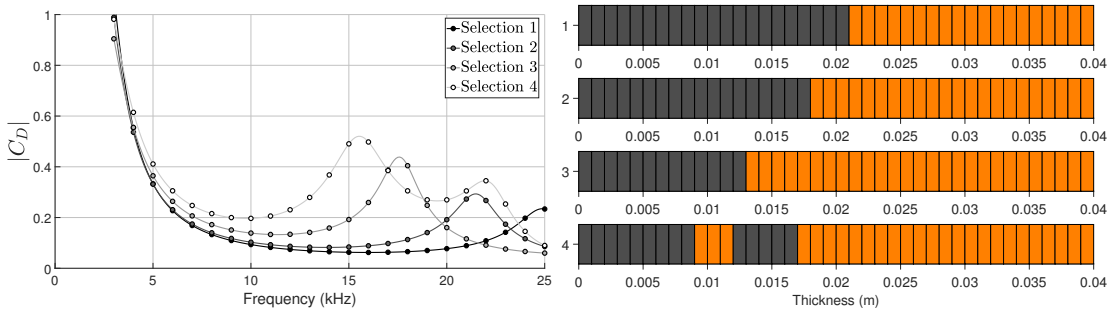 1
0.8
0.6
0.4
0.2
0
|C_D|
0 5 10 15 20 25
Frequency (kHz)
Selection 1
Selection 2
Selection 3
Selection 4
1
0 0.005 0.01 0.015 0.02 0.025 0.03 0.035 0.04
2
0 0.005 0.01 0.015 0.02 0.025 0.03 0.035 0.04
3
0 0.005 0.01 0.015 0.02 0.025 0.03 0.035 0.04
4
0 0.005 0.01 0.015 0.02 0.025 0.03 0.035 0.04
Thickness (m)